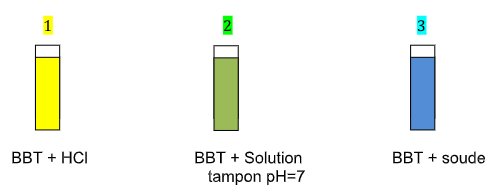 1
2
3
BBT + HCl
BBT + Solution
tampon pH=7
BBT + soude